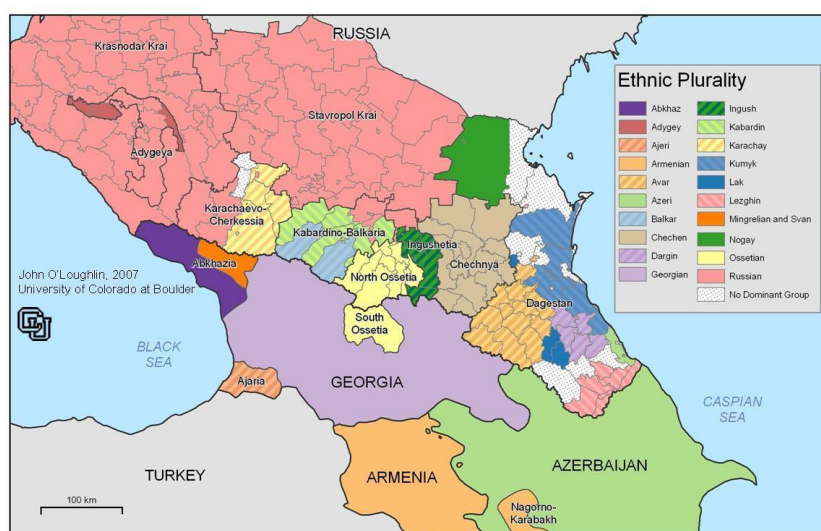 RUSSIA
Krasnodar Krai
Stavropol Krai
Adygeya
Karachaevo-
Cherkessia
Kabardino-Balkaria
Ingushetia
Chechnya
North Ossetia
Abkhazia
South
Ossetia
Dagestan
John O'Loughlin, 2007
University of Colorado at Boulder
CU
BLACK
SEA
GEORGIA
Ajaria
CASPIAN
SEA
TURKEY
ARMENIA
AZERBAIJAN
Nagorno-
Karabakh
100 km
Ethnic Plurality
Abkhaz
Adygey
Ajeri
Armenian
Avar
Azeri
Balkar
Chechen
Dargin
Georgian
Ingush
Kabardin
Karachay
Kumyk
Lak
Lezghin
Mingrelian and Svan
Nogay
Ossetian
Russian
No Dominant Group